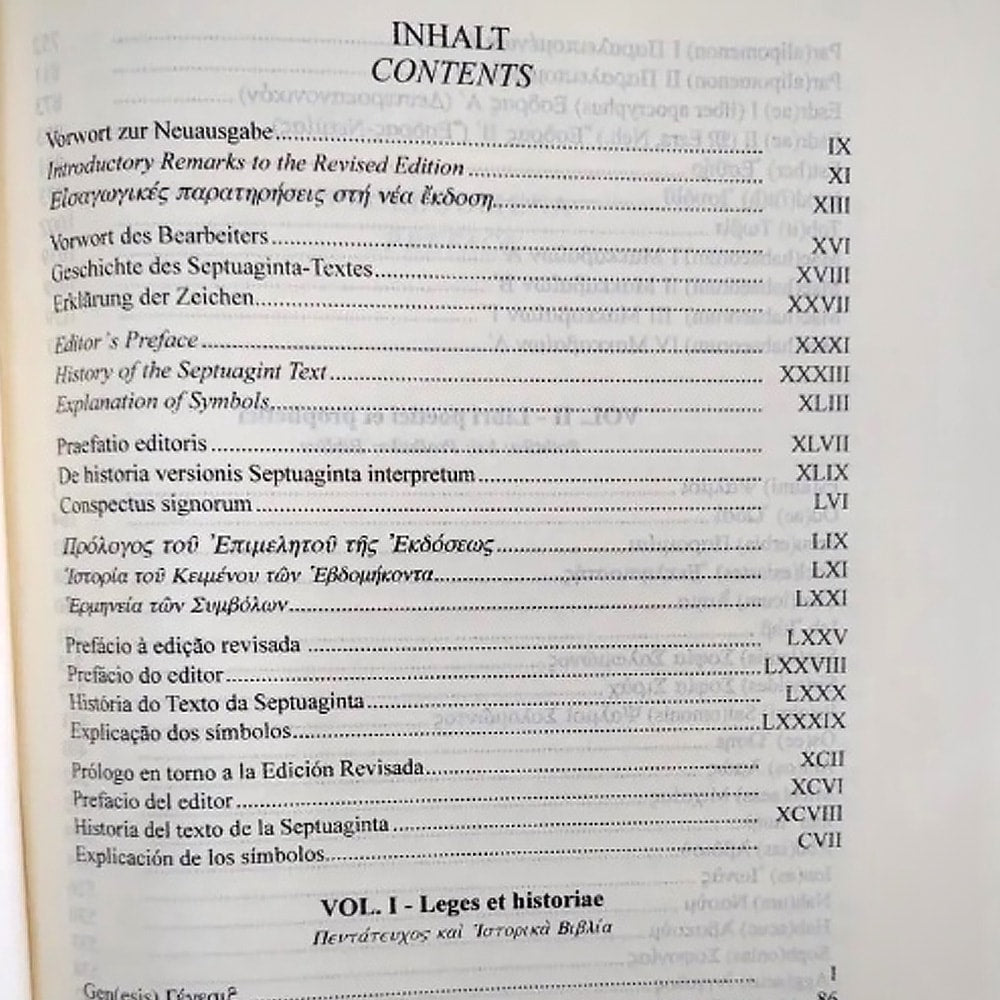 INHALT
CONTENTS
Vorwort zur Neuausgabe IX
Introductory Remarks to the Revised Edition XI
Εἰσαγωγικές παρατηρήσεις στή νέα ἔκδοση XIII
Vorwort des Bearbeiters XVI
Geschichte des Septuaginta-Textes XVIII
Erklärung der Zeichen XXVII
Editor's Preface XXXI
History of the Septuagint Text XXXIII
Explanation of Symbols XLIII
Praefatio editoris XLVII
De historia versionis Septuaginta interpretum XLIX
Conspectus signorum LVI
Πρόλογος τοῦ Ἐπιμελητοῦ τῆς Ἐκδόσεως LIX
Ἱστορία τοῦ Κειμένου τῶν Ἑβδομήκοντα LXI
Ἑρμηνεία τῶν Συμβόλων LXXI
Prefácio à edição revisada LXXV
Prefácio do editor LXXVIII
História do Texto da Septuaginta LXXX
Explicação dos símbolos LXXXIX
Prólogo en torno a la Edición Revisada XCII
Prefacio del editor XCVI
Historia del texto de la Septuaginta XCVIII
Explicación de los símbolos CVII
VOL. I - Leges et historiae
Πεντάτευχος καὶ Ἱστορικὰ Βιβλία
Gen(esis) Γένεσις 1
86